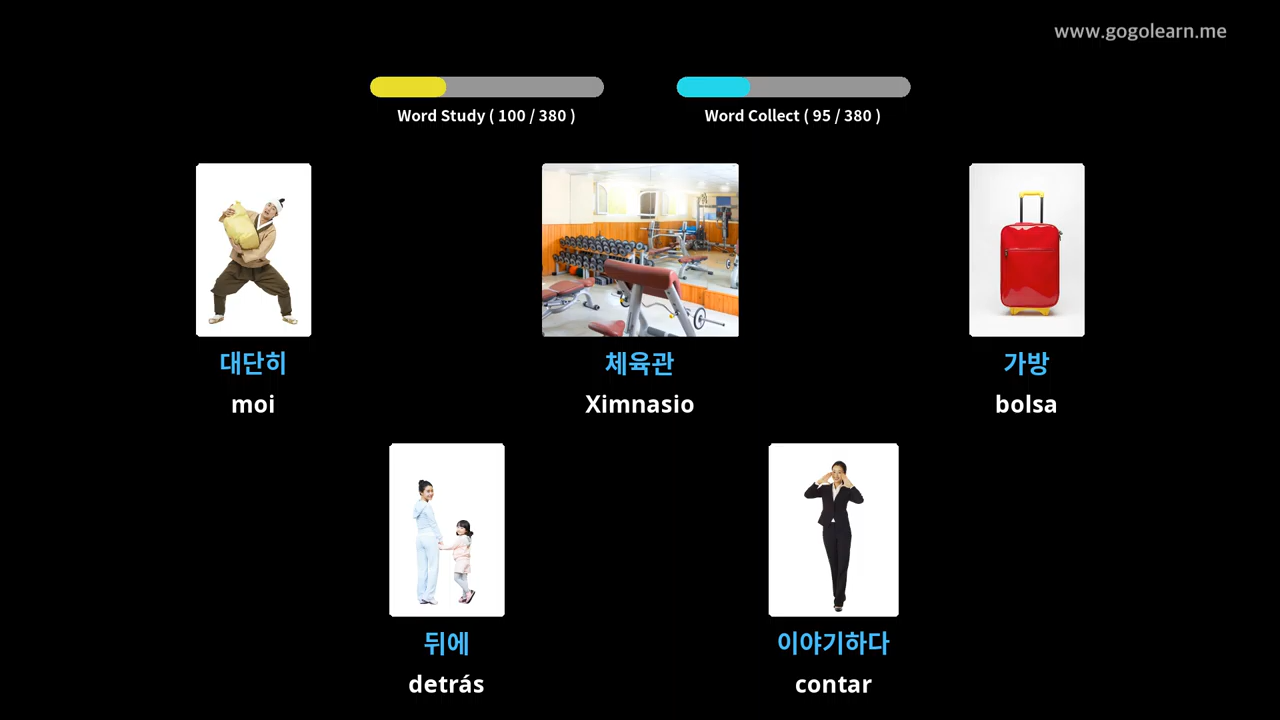 www.gogolearn.me
Word Study ( 100 / 380 )
Word Collect ( 95 / 380 )
대단히
체육관
가방
moi
Ximnasio
bolsa
뒤에
이야기하다
detrás
contar